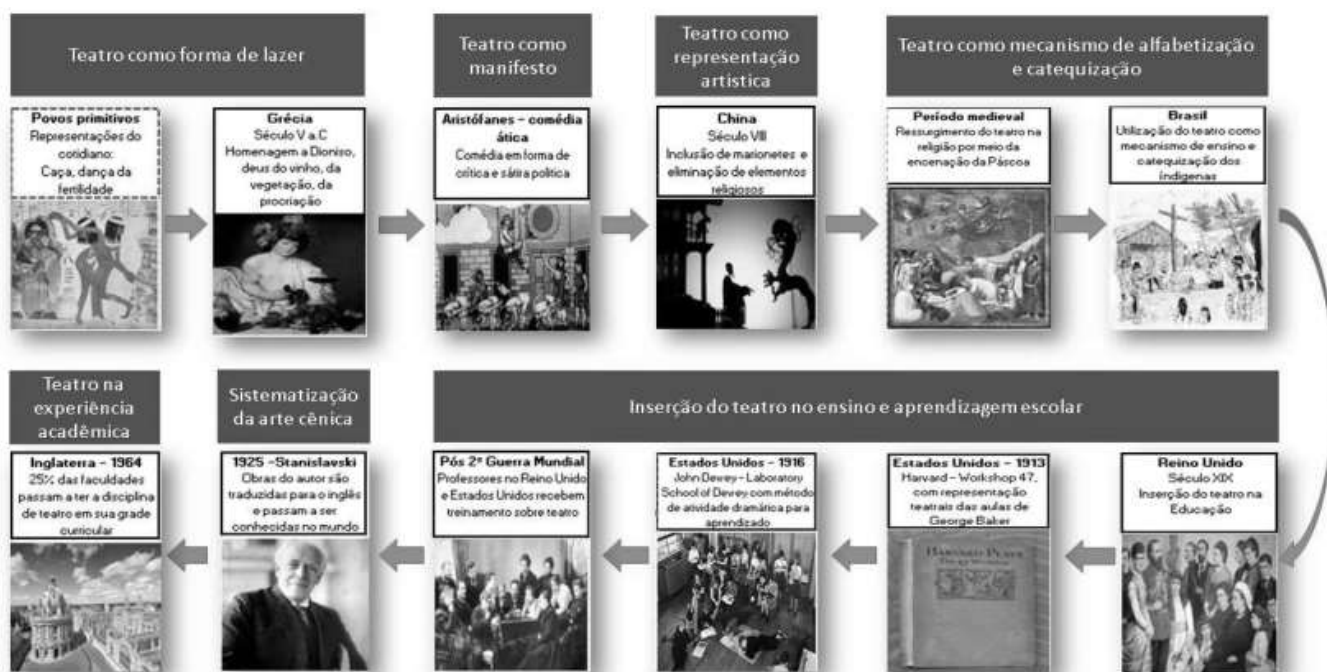 Teatro como forma de lazer
Teatro como
manifesto
Teatro como
representação
artistica
Teatro como mecanismo de alfabetização
e catequização
Povos primitivos
Representações do
cotidiano:
Caça, dança da
fertilidade
Grécia
Século V a.C
Homenagem a Dioniso,
deus do vinho, da
vegetação, da
procriação
Aristófanes – comédia
ática
Comédia em forma de
crítica e sátira política
China
Século VIII
Inclusão de marionetes e
eliminação de elementos
religiosos
Período medieval
Ressurgimento do teatro na
religião por meio da
encenação da Páscoa
Brasil
Utilização do teatro como
mecanismo de ensino e
catequização dos
índigenas
Teatro na
experiência
acadêmica
Sistematização
da arte cênica
Inserção do teatro no ensino e aprendizagem escolar
Inglaterra – 1964
25% das faculdades
passam a ter a disciplina
de teatro em sua grade
curricular
1925 –Stanislavski
Obras do autor são
traduzidas para o inglês
e passam a ser
conhecidas no mundo
Pós 2ª Guerra Mundial
Professores no Reino Unido
e Estados Unidos recebem
treinamento sobre teatro
Estados Unidos – 1916
John Dewey – Laboratory
School of Dewey com método
de atividade dramática para
aprendizado
Estados Unidos – 1913
Harvard – Workshop 47,
com representação
teatrais das aulas de
George Baker
Reino Unido
Século XIX
Inserção do teatro na
Educação
HARVARD PLAYS